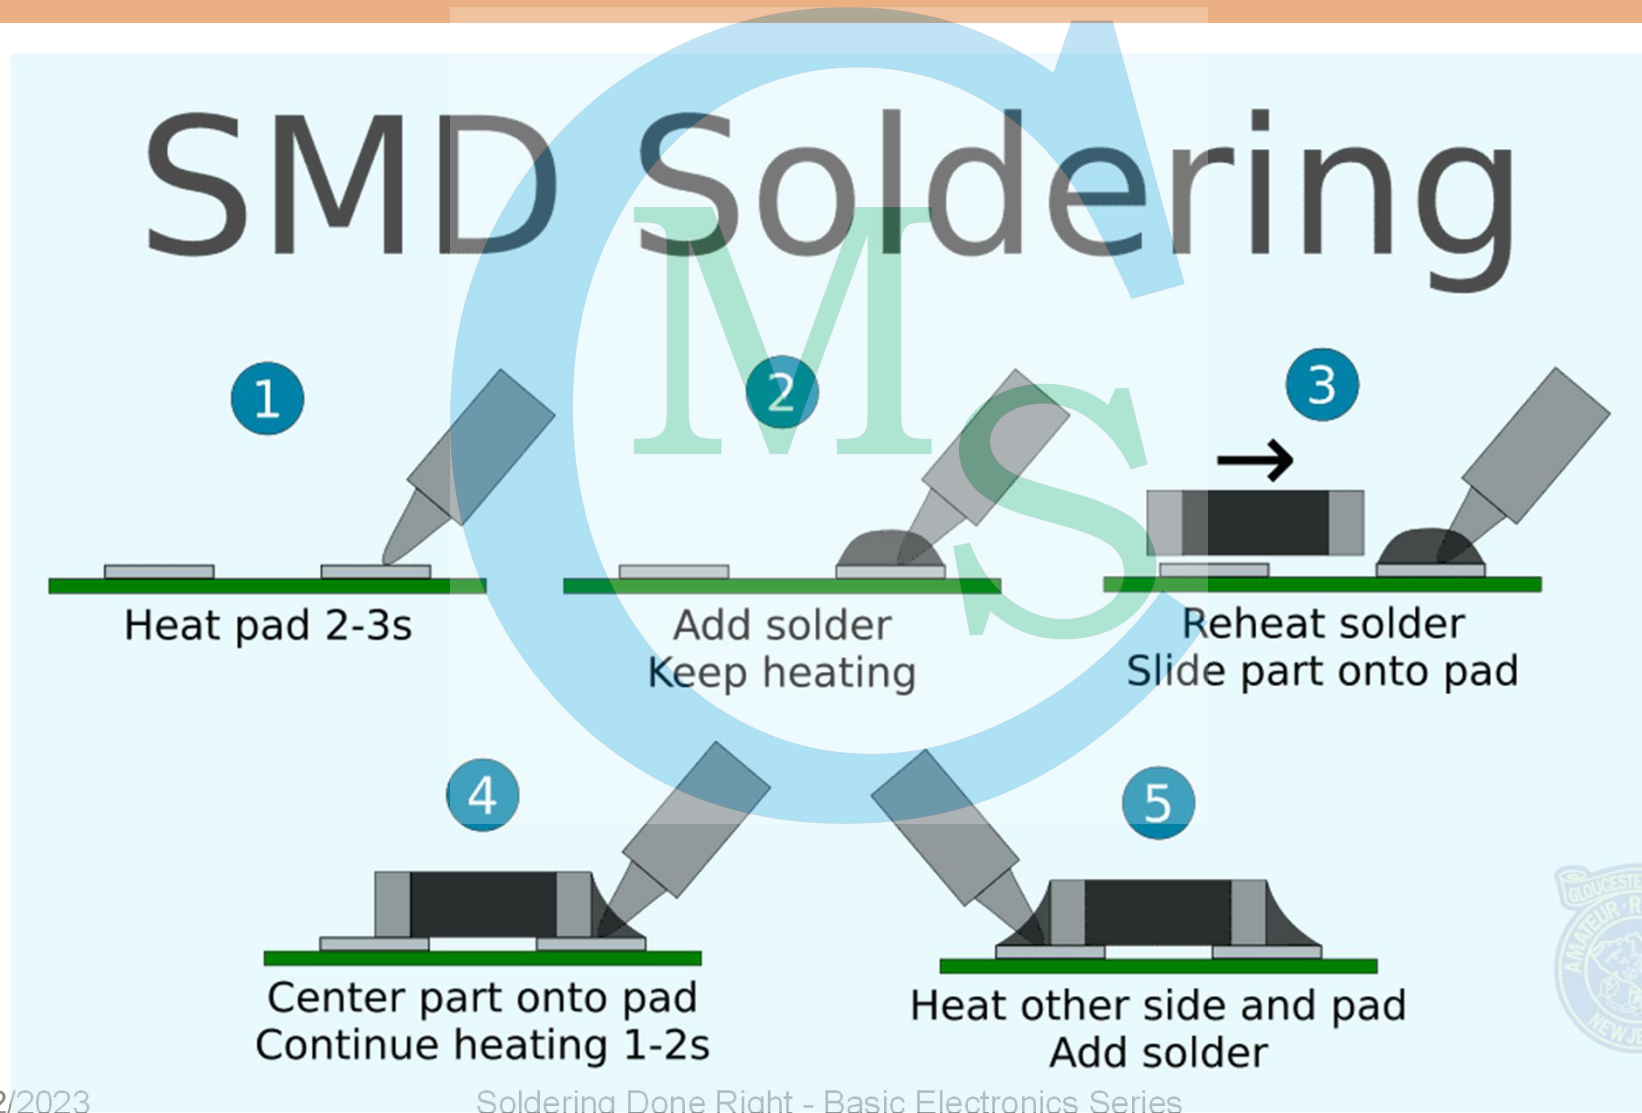 SMD Soldering
1
2
3
Heat pad 2-3s
Add solder
Keep heating
Reheat solder
Slide part onto pad
4
5
Center part onto pad
Continue heating 1-2s
Heat other side and pad
Add solder
C
M
S
AMATEUR
/2023
Soldering Done Right - Basic Electronics Series